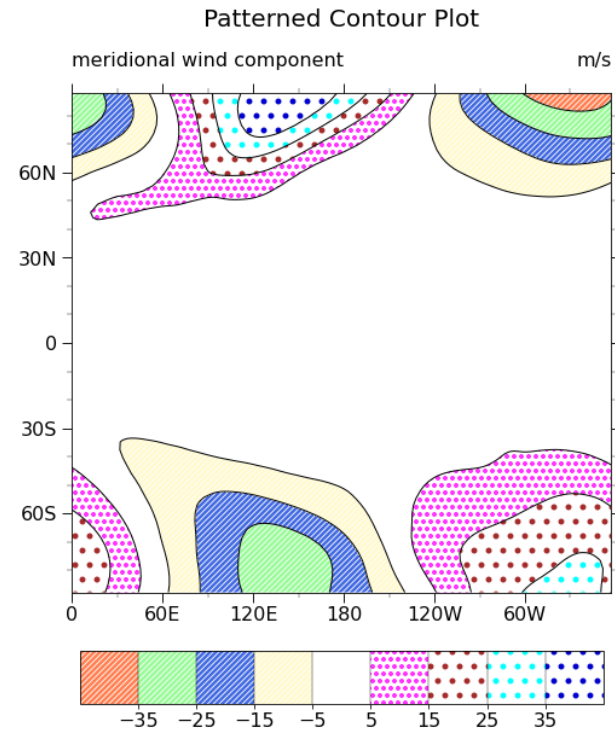 Patterned Contour Plot
meridional wind component m/s
60N
30N
0
30S
60S
0 60E 120E 180 120W 60W
−35 −25 −15 −5 5 15 25 35